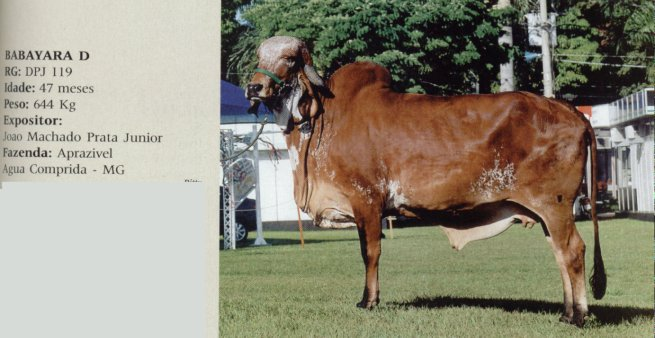 BABAYARA D
RG: DPJ 119
Idade: 47 meses
Peso: 644 Kg
Expositor:
Joao Machado Prata Junior
Fazenda: Aprazivel
Agua Comprida - MG